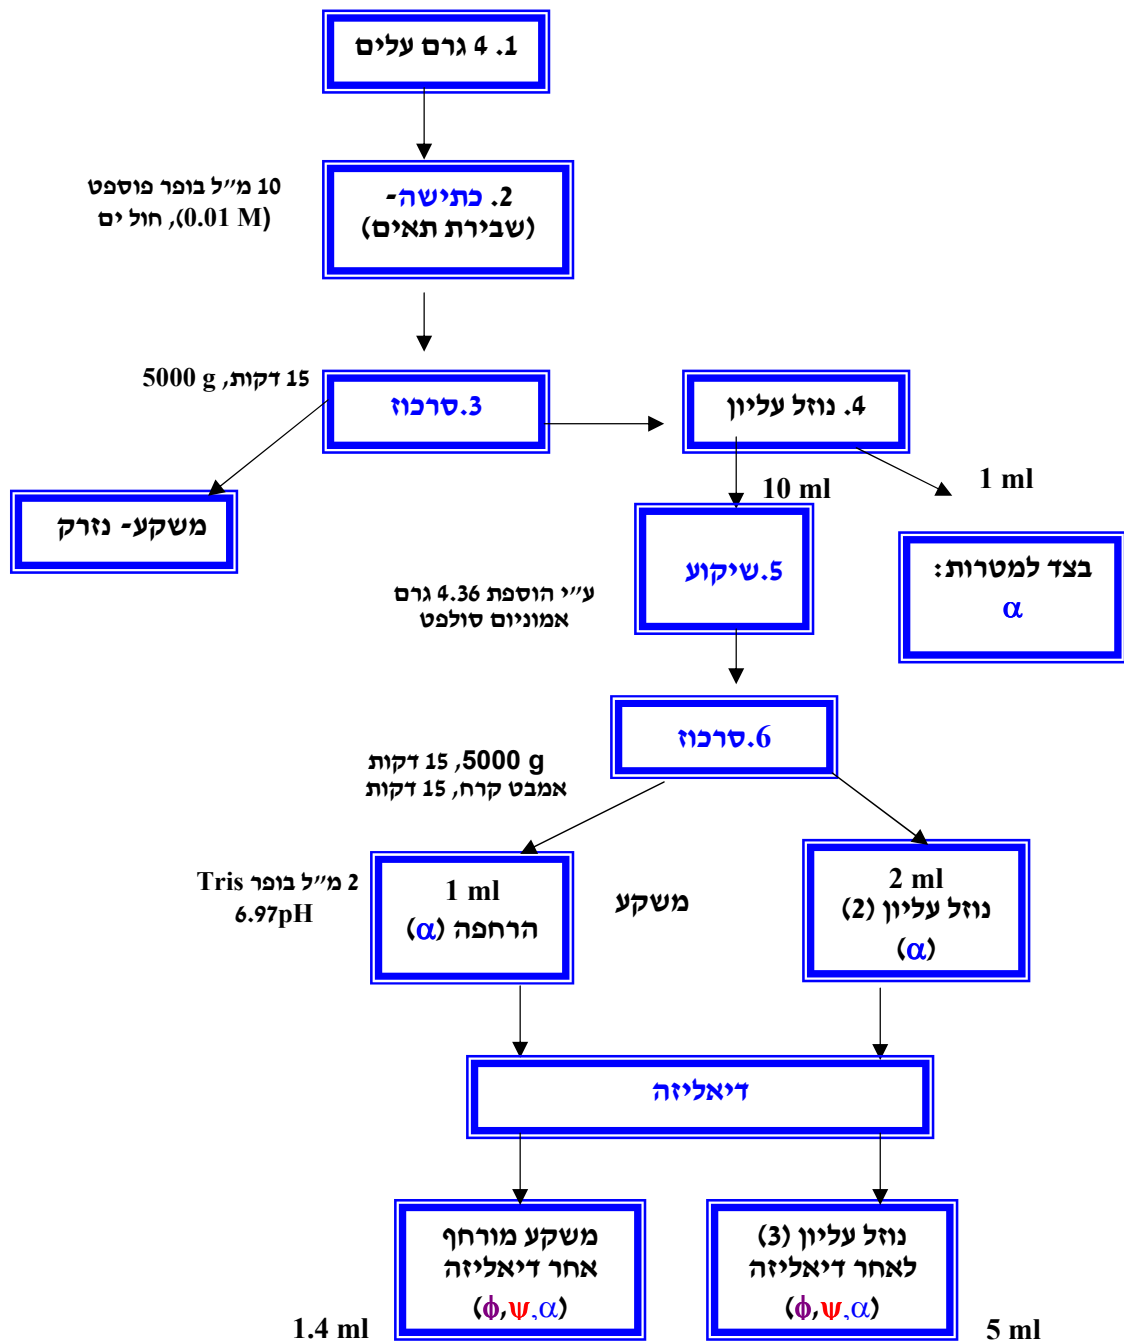 1. 4 גרם עלים
10 מ״ל בופר פוספט
(0.01 M), חול ים
2. כתישה-
(שבירת תאים)
15 דקות, 5000 g
3.סרכוז
4. נוזל עליון
משקע- נזרק
10 ml
1 ml
5.שיקוע
ע״י הוספת 4.36 גרם
אמוניום סולפט
בצד למטרות:
α
6.סרכוז
5000 g, 15 דקות
אמבט קרח, 15 דקות
2 מ״ל בופר Tris
6.97pH
1 ml
הרחפה (α)
משקע
2 ml
נוזל עליון (2)
(α)
דיאליזה
משקע מורחף
אחר דיאליזה
(ϕ,ψ,α)
1.4 ml
נוזל עליון (3)
לאחר דיאליזה
(ϕ,ψ,α)
5 ml